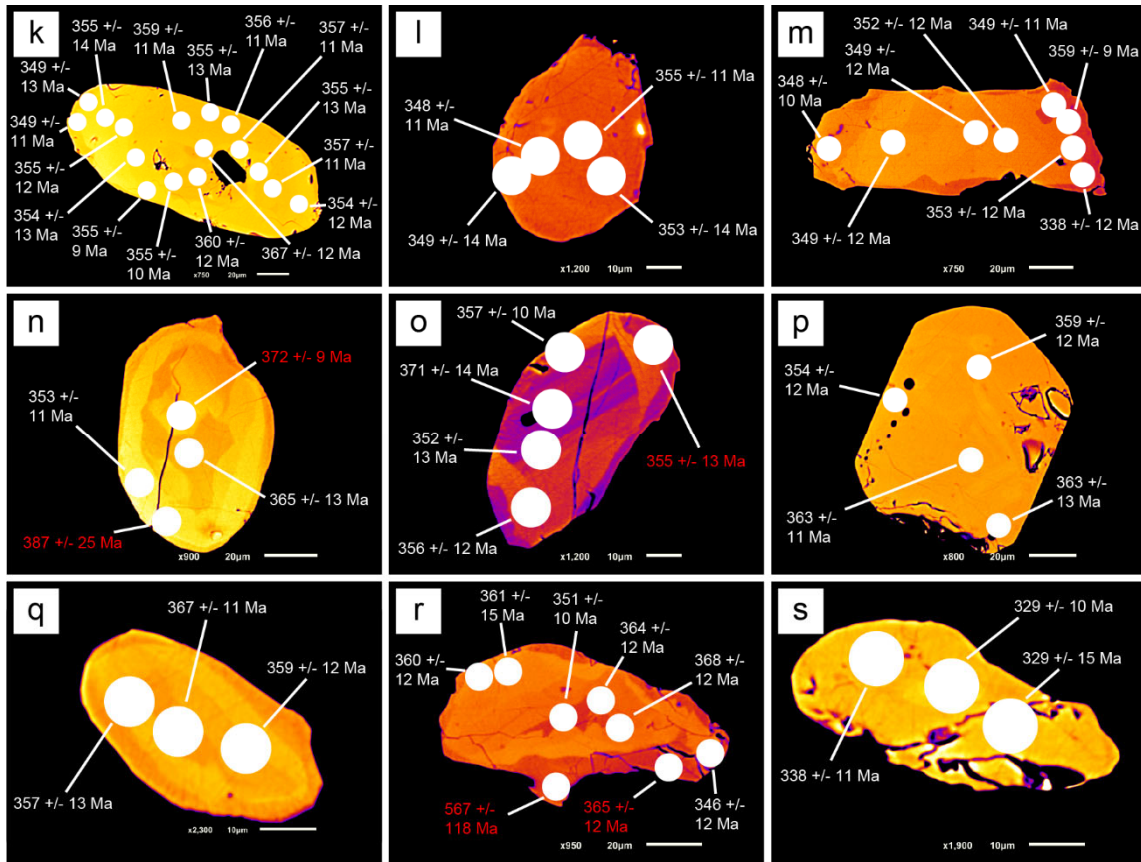 k
355 +/-
14 Ma
359 +/-
11 Ma
355 +/-
13 Ma
356 +/-
11 Ma
357 +/-
11 Ma
349 +/-
13 Ma
355 +/-
13 Ma
349 +/-
11 Ma
357 +/-
11 Ma
355 +/-
12 Ma
354 +/-
13 Ma
355 +/-
9 Ma
355 +/-
10 Ma
360 +/-
12 Ma
367 +/-
12 Ma
354 +/-
12 Ma
x750 20µm
l
355 +/- 11 Ma
348 +/-
11 Ma
349 +/- 14 Ma
353 +/- 14 Ma
x1,200 10µm
m
352 +/- 12 Ma
349 +/- 11 Ma
349 +/-
12 Ma
359 +/- 9 Ma
348 +/-
10 Ma
349 +/- 12 Ma
353 +/-
12 Ma
338 +/-
12 Ma
x750 20µm
n
372 +/- 9 Ma
353 +/-
11 Ma
365 +/- 13 Ma
387 +/- 25 Ma
x900 20µm
o
357 +/- 10 Ma
371 +/-
14 Ma
352 +/-
13 Ma
355 +/- 13 Ma
356 +/- 12 Ma
x1,200 10µm
p
359 +/-
12 Ma
354 +/-
12 Ma
363 +/-
11 Ma
363 +/-
13 Ma
x800 20µm
q
367 +/- 11 Ma
359 +/- 12 Ma
357 +/- 13 Ma
x2,300 10µm
r
361 +/-
15 Ma
351 +/-
10 Ma
364 +/-
12 Ma
360 +/-
12 Ma
368 +/-
12 Ma
567 +/-
118 Ma
365 +/-
12 Ma
346 +/-
12 Ma
x950 20µm
s
329 +/- 10 Ma
329 +/- 15 Ma
338 +/- 11 Ma
x1,900 10µm